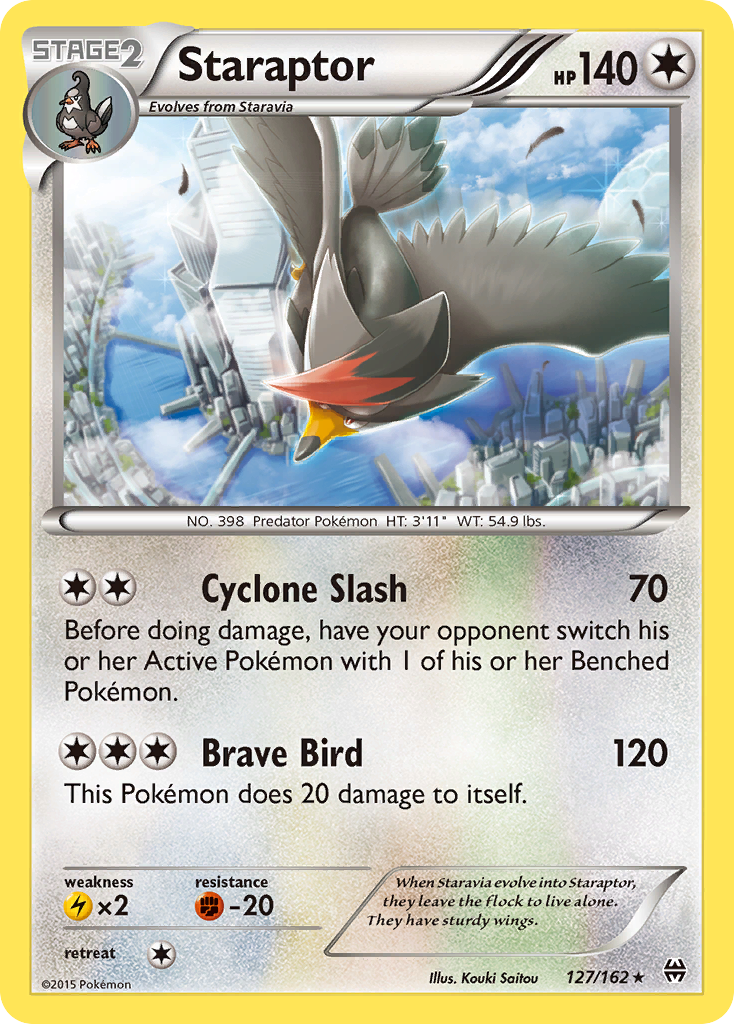 STAGE2
Staraptor
HP140
Evolves from Staravia
NO. 398 Predator Pokémon HT: 3'11" WT: 54.9 lbs.
Cyclone Slash 70
Before doing damage, have your opponent switch his
or her Active Pokémon with 1 of his or her Benched
Pokémon.
Brave Bird 120
This Pokémon does 20 damage to itself.
weakness resistance
×2 -20
retreat
When Staravia evolve into Staraptor,
they leave the flock to live alone.
They have sturdy wings.
©2015 Pokémon Illus. Kouki Saitou 127/162 ★